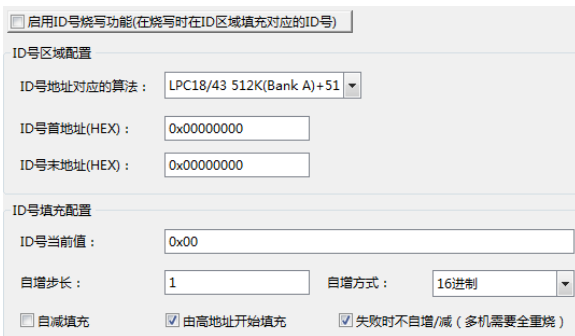 启用ID号烧写功能(在烧写时在ID区域填充对应的ID号)
ID号区域配置
ID号地址对应的算法： LPC18/43 512K(Bank A)+51
ID号首地址(HEX)： 0x00000000
ID号末地址(HEX)： 0x00000000
ID号填充配置
ID号当前值： 0x00
自增步长： 1 自增方式： 16进制
自减填充 由高地址开始填充 失败时不自增/减（多机需要全重烧）